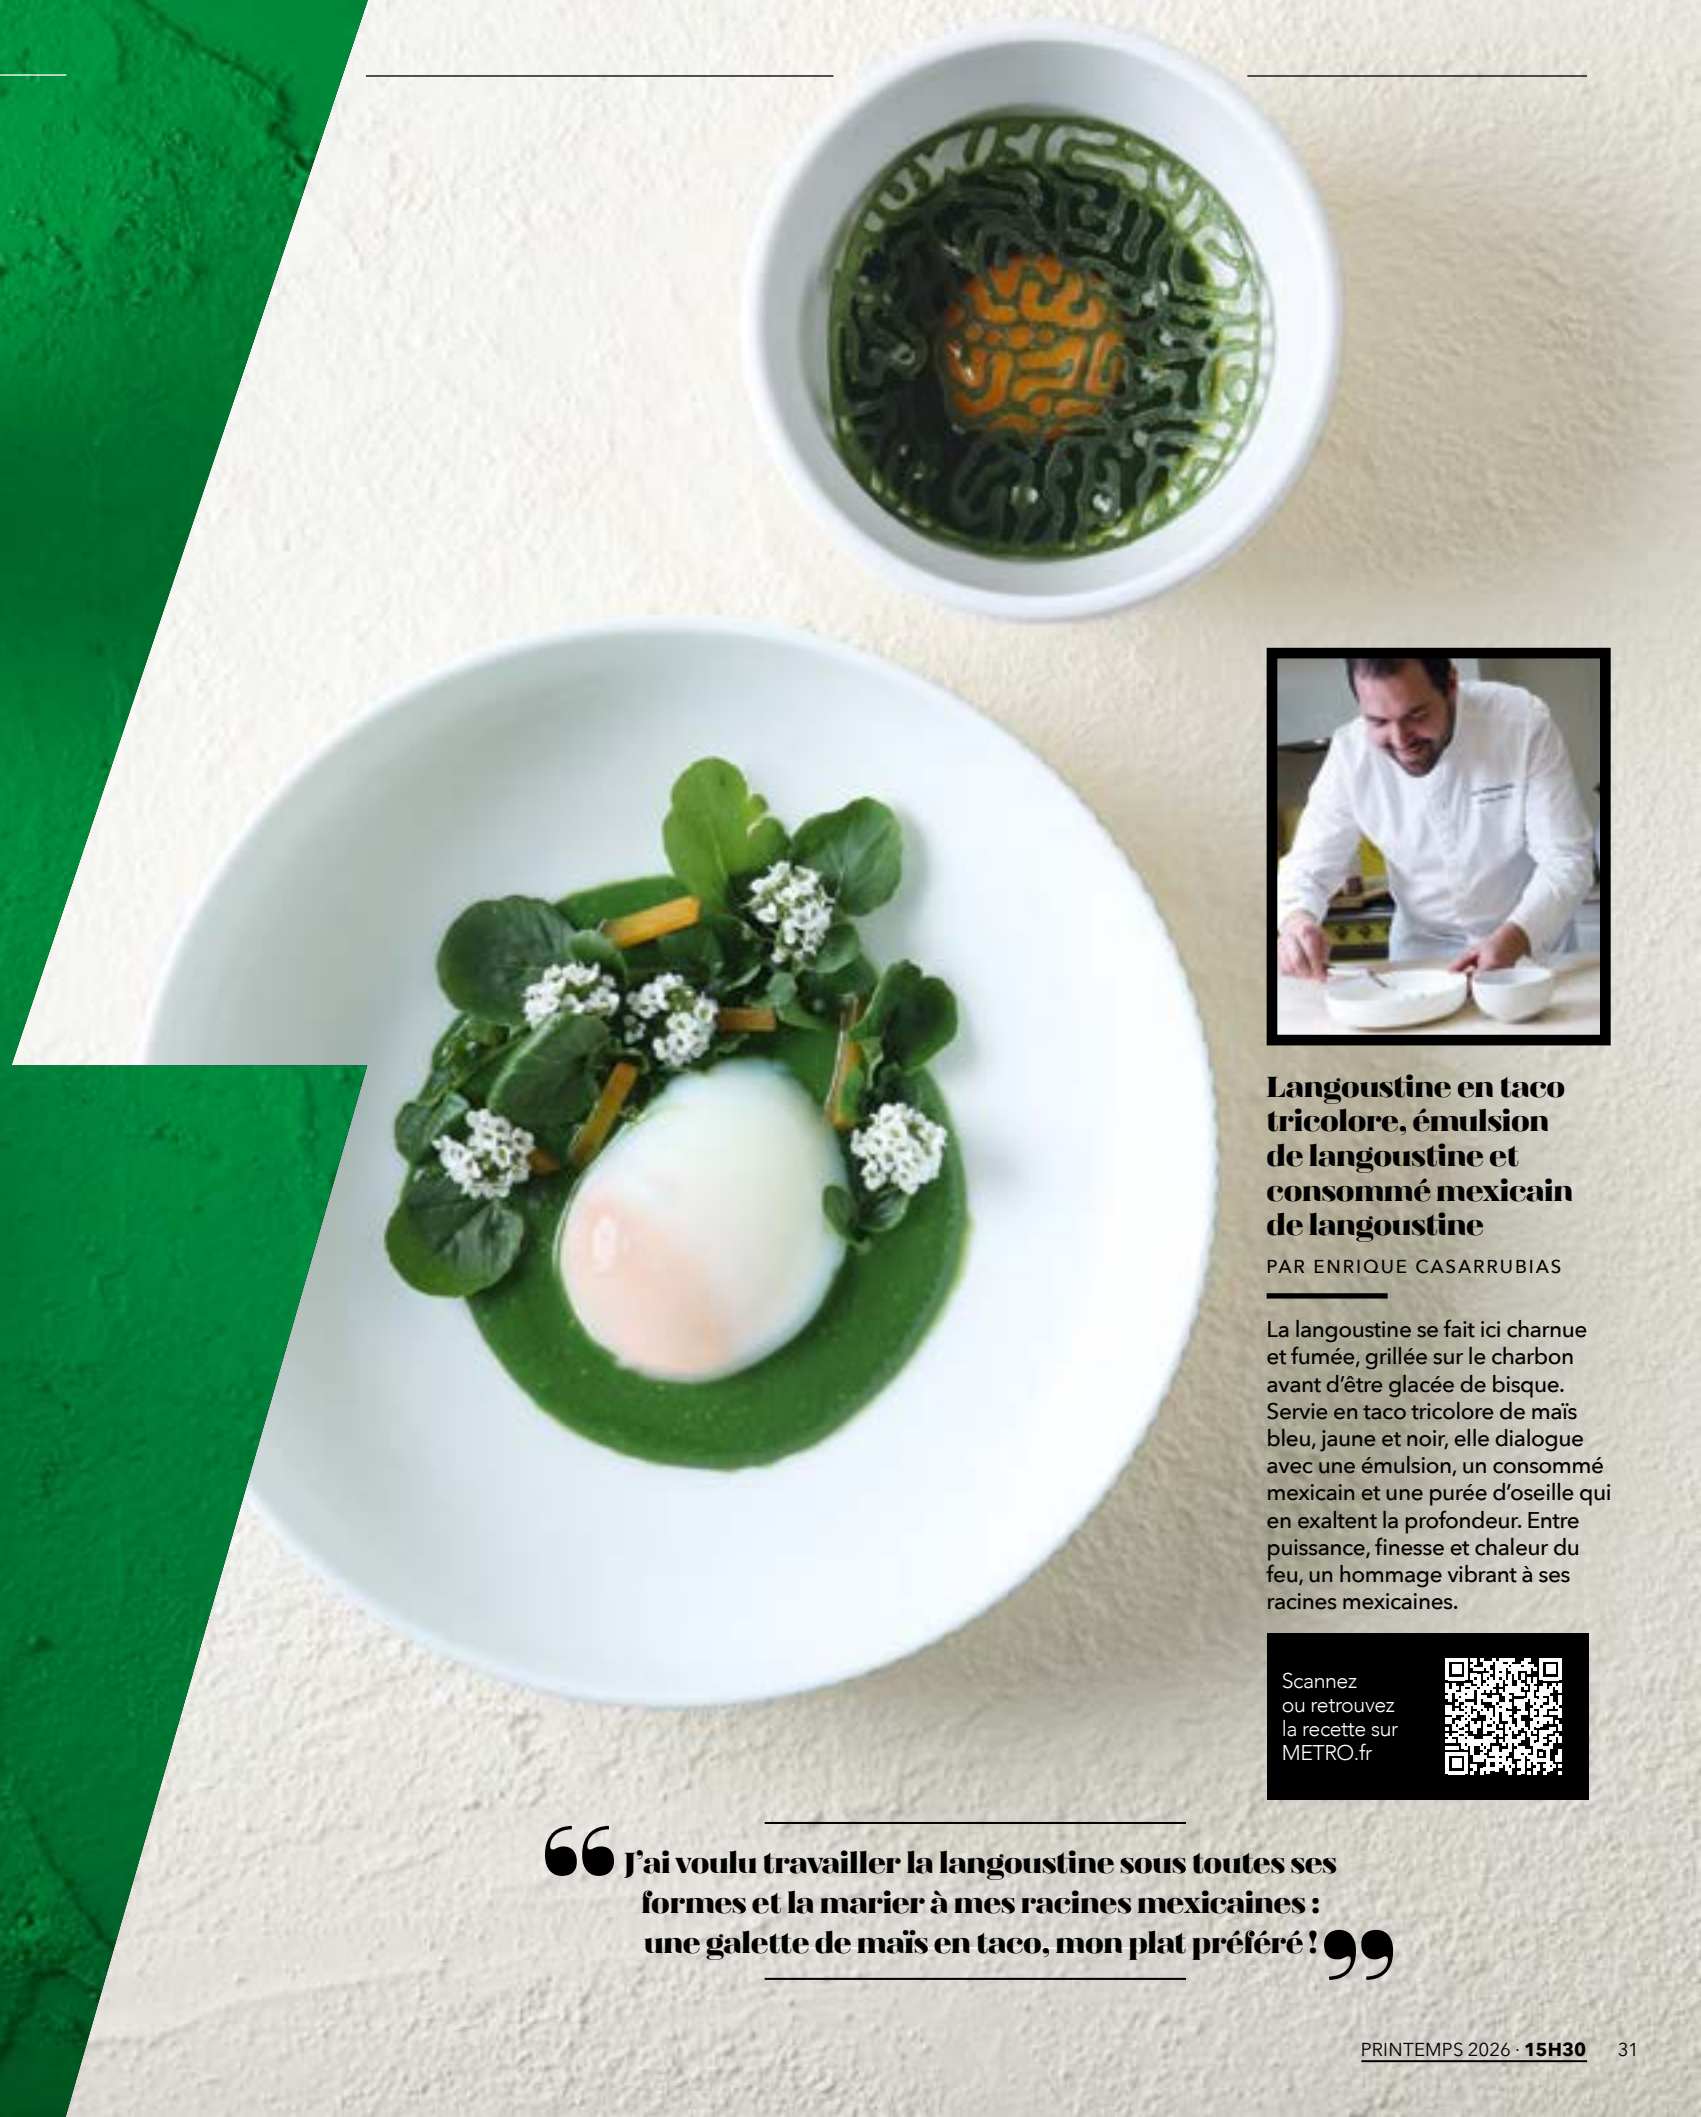 Langoustine en taco
tricolore, émulsion
de langoustine et
consommé mexicain
de langoustine
PAR ENRIQUE CASARRUBIAS
La langoustine se fait ici charnue
et fumée, grillée sur le charbon
avant d’être glacée de bisque.
Servie en taco tricolore de maïs
bleu, jaune et noir, elle dialogue
avec une émulsion, un consommé
mexicain et une purée d’oseille qui
en exaltent la profondeur. Entre
puissance, finesse et chaleur du
feu, un hommage vibrant à ses
racines mexicaines.
Scannez
ou retrouvez
la recette sur
METRO.fr
“ J’ai voulu travailler la langoustine sous toutes ses
formes et la marier à mes racines mexicaines :
une galette de maïs en taco, mon plat préféré ! ”
PRINTEMPS 2026 · 15H30 31